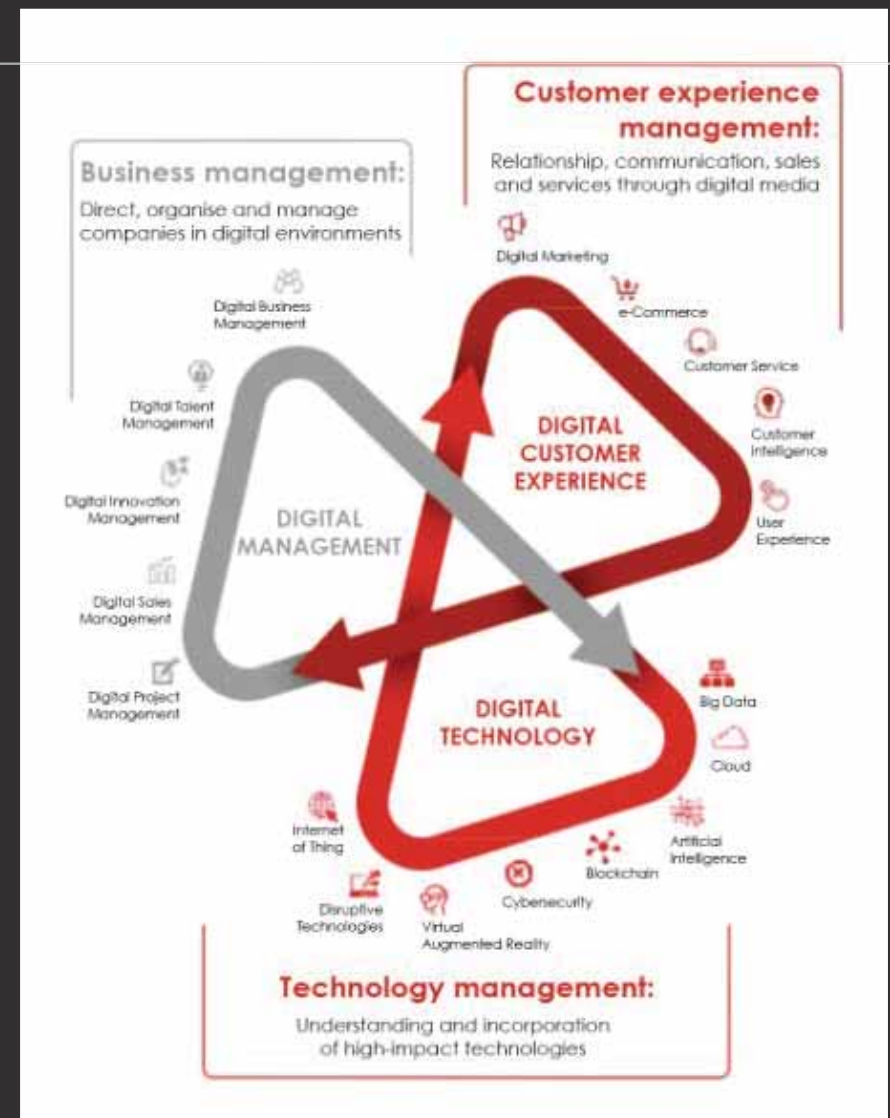 Customer experience
management:
Relationship, communication, sales
and services through digital media
Business management:
Direct, organise and manage
companies in digital environments
Digital Marketing
e-Commerce
Customer Service
Customer
Intelligence
User
Experience
Digital Business
Management
Digital Talent
Management
Digital Innovation
Management
Digital Sales
Management
Digital Project
Management
DIGITAL
CUSTOMER
EXPERIENCE
DIGITAL
MANAGEMENT
DIGITAL
TECHNOLOGY
Big Data
Cloud
Artificial
Intelligence
Blockchain
Cybersecurity
Virtual
Augmented Reality
Disruptive
Technologies
Internet
of Thing
Technology management:
Understanding and incorporation
of high-impact technologies